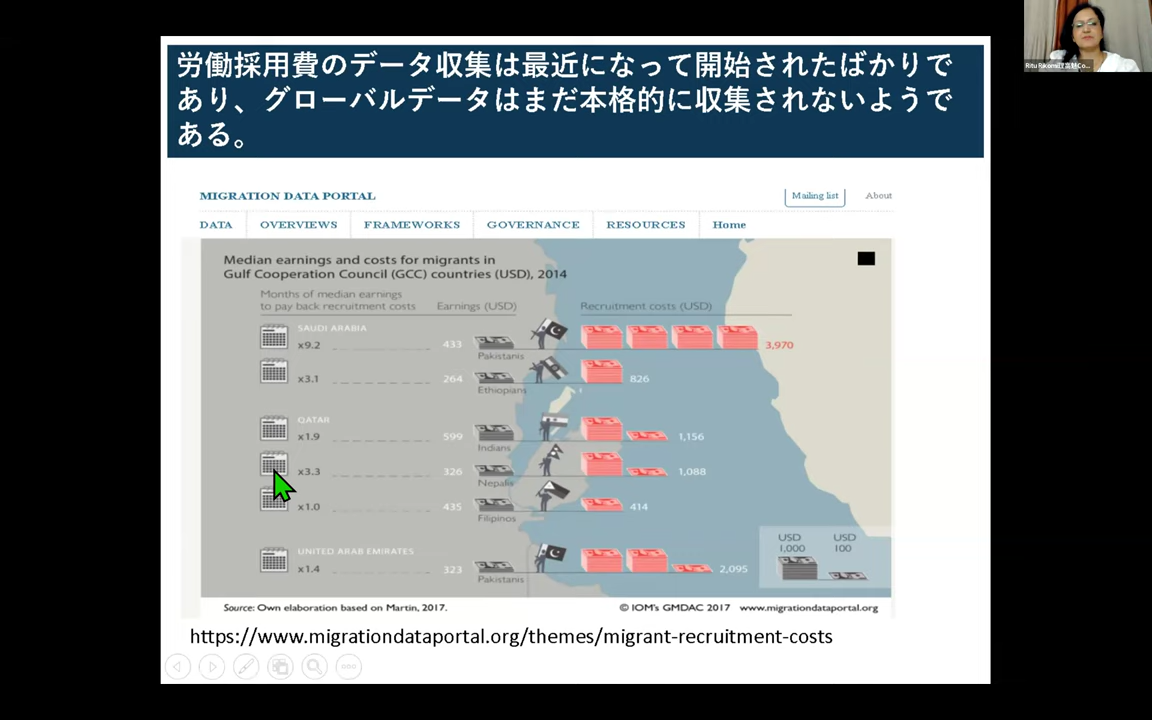 労働採用費のデータ収集は最近になって開始されたばかりで
あり、グローバルデータはまだ本格的に収集されないようで
ある。
MIGRATION DATA PORTAL
Mailing list
About
DATA OVERVIEWS FRAMEWORKS GOVERNANCE RESOURCES Home
Median earnings and costs for migrants in
Gulf Cooperation Council (GCC) countries (USD), 2014
Months of median earnings
to pay back recruitment costs
Earnings (USD)
Recruitment costs (USD)
SAUDI ARABIA
x9.2 433 3,970
Pakistanis
x3.1 264 826
Ethiopians
QATAR
x1.9 599 1,156
Indians
x3.3 326 1,088
Nepalis
x1.0 435 414
Filipinos
UNITED ARAB EMIRATES
x1.4 323 2,095
Pakistanis
USD
1,000
USD
100
Source: Own elaboration based on Martin, 2017.
© IOM's GMDAC 2017 www.migrationdataportal.org
https://www.migrationdataportal.org/themes/migrant-recruitment-costs